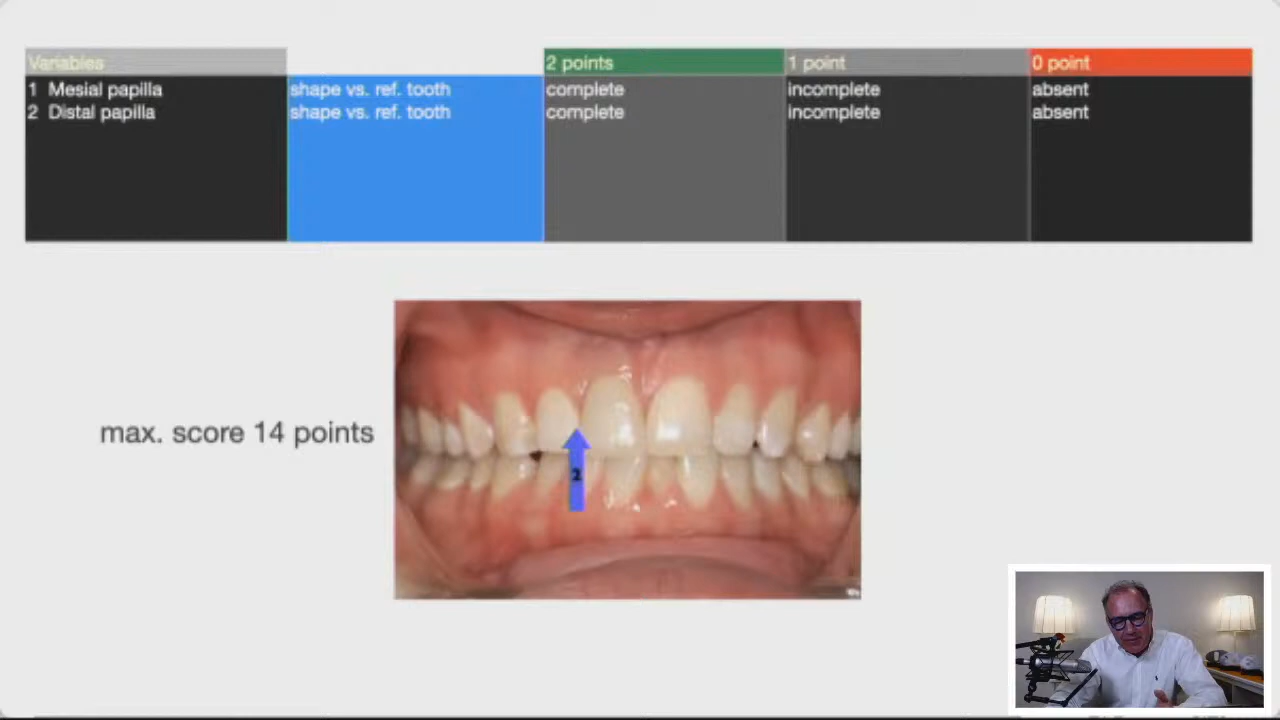 Variables 2 points 1 point 0 point
1 Mesial papilla shape vs. ref. tooth complete incomplete absent
2 Distal papilla shape vs. ref. tooth complete incomplete absent
max. score 14 points
2